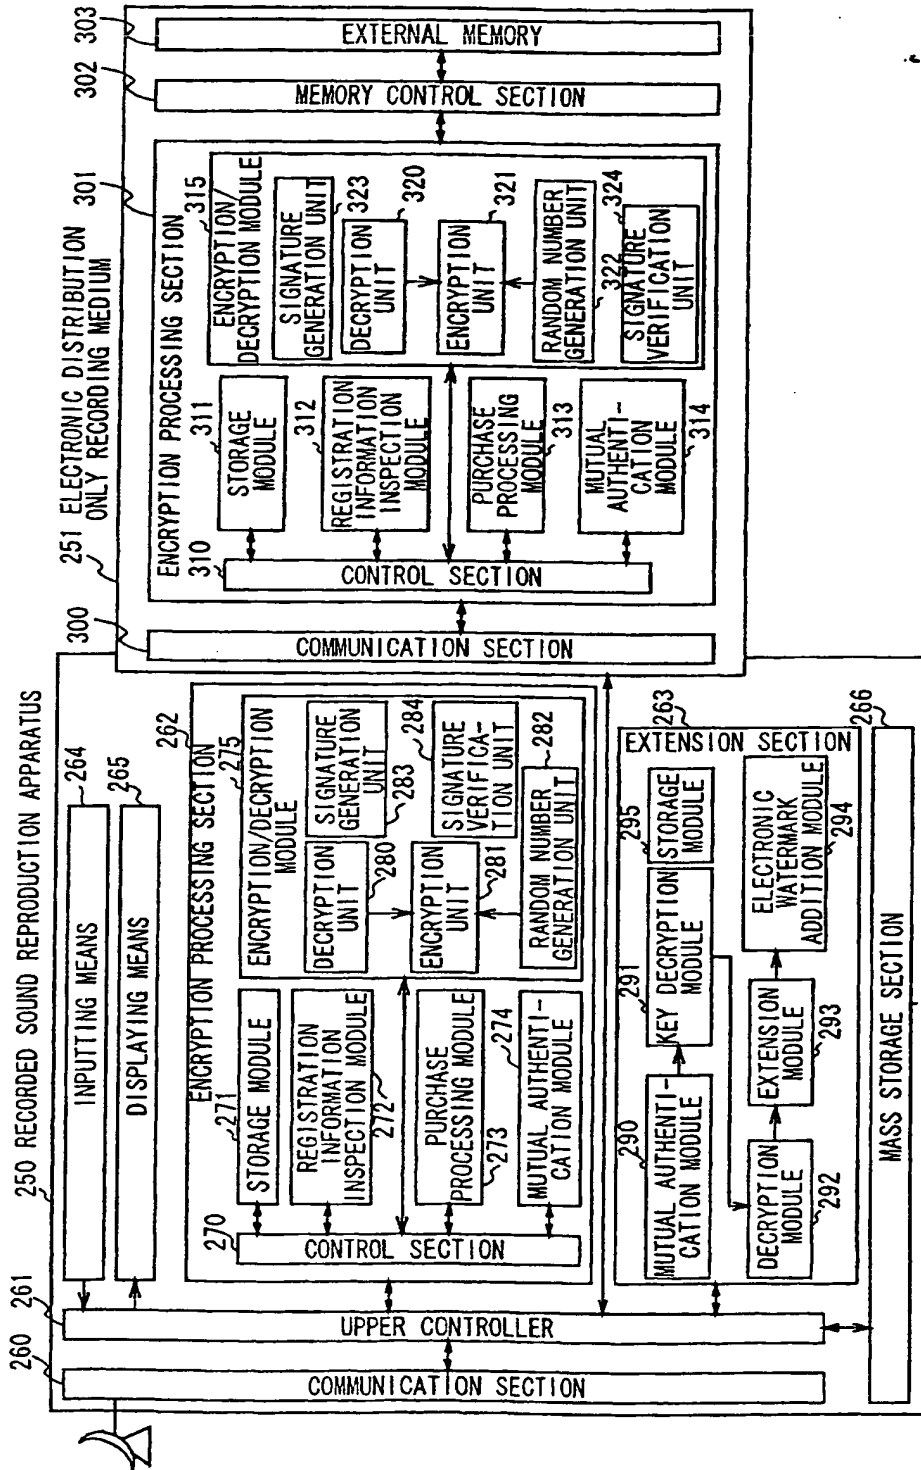 250 RECORDED SOUND REPRODUCTION APPARATUS
260
COMMUNICATION SECTION
261
UPPER CONTROLLER
264
INPUTTING MEANS
265
DISPLAYING MEANS
262
ENCRYPTION PROCESSING SECTION
270
CONTROL SECTION
271
STORAGE MODULE
REGISTRATION
INFORMATION
INSPECTION MODULE
272
PURCHASE
PROCESSING MODULE
273
274
MUTUAL AUTHENTI-
CATION MODULE
275
ENCRYPTION/DECRYPTION
MODULE
DECRYPTION
UNIT
280
SIGNATURE
GENERATION
UNIT
283
ENCRYPTION
UNIT
281
284
SIGNATURE
VERIFICA-
TION UNIT
282
RANDOM NUMBER
GENERATION UNIT
263
EXTENSION SECTION
290
MUTUAL AUTHENTI-
CATION MODULE
291
KEY DECRYPTION
MODULE
295
STORAGE
MODULE
DECRYPTION
MODULE
292
EXTENSION
MODULE
293
ELECTRONIC
WATERMARK
ADDITION MODULE
294
266
MASS STORAGE SECTION
251 ELECTRONIC DISTRIBUTION
ONLY RECORDING MEDIUM
300
COMMUNICATION SECTION
301
ENCRYPTION PROCESSING SECTION
310
CONTROL SECTION
311
STORAGE
MODULE
312
REGISTRATION
INFORMATION
INSPECTION
MODULE
PURCHASE
PROCESSING
MODULE
313
MUTUAL
AUTHENTI-
CATION
MODULE
314
315
ENCRYPTION
DECRYPTION MODULE
SIGNATURE
GENERATION UNIT
323
DECRYPTION
UNIT
320
ENCRYPTION
UNIT
321
RANDOM NUMBER
GENERATION UNIT
322
324
SIGNATURE
VERIFICATION
UNIT
302
MEMORY CONTROL SECTION
303
EXTERNAL MEMORY